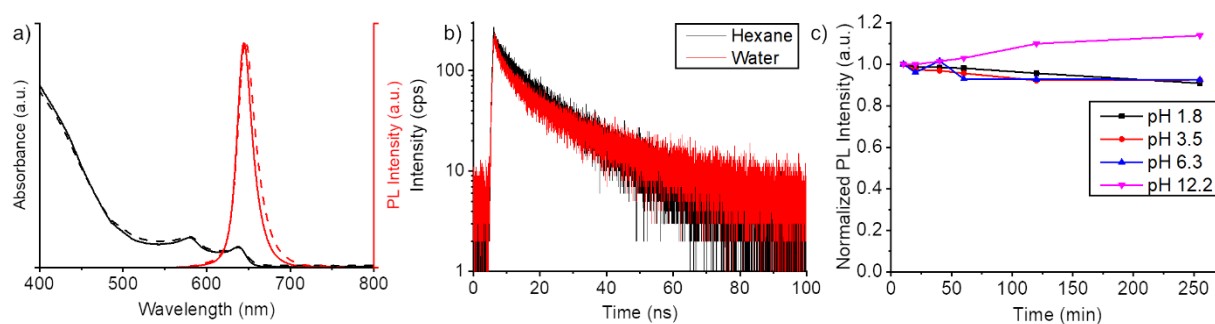 a)
Absorbance (a.u.)
400
500
600
700
800
Wavelength (nm)
PL Intensity (a.u.)
b)
Hexane
Water
Intensity (cps)
100
10
1
0
20
40
60
80
100
Time (ns)
c)
Normalized PL Intensity (a.u.)
1.2
1.0
0.8
0.6
0.4
0.2
0.0
pH 1.8
pH 3.5
pH 6.3
pH 12.2
0
50
100
150
200
250
Time (min)